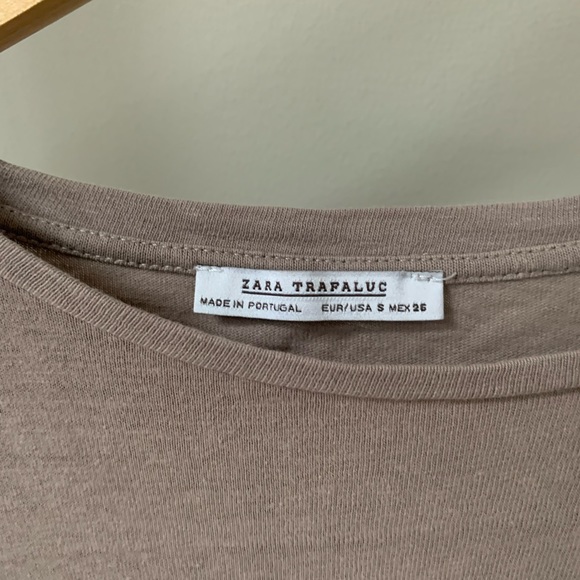 ZARA TRAFALUC
MADE IN PORTUGAL EUR/USA S MEX 26